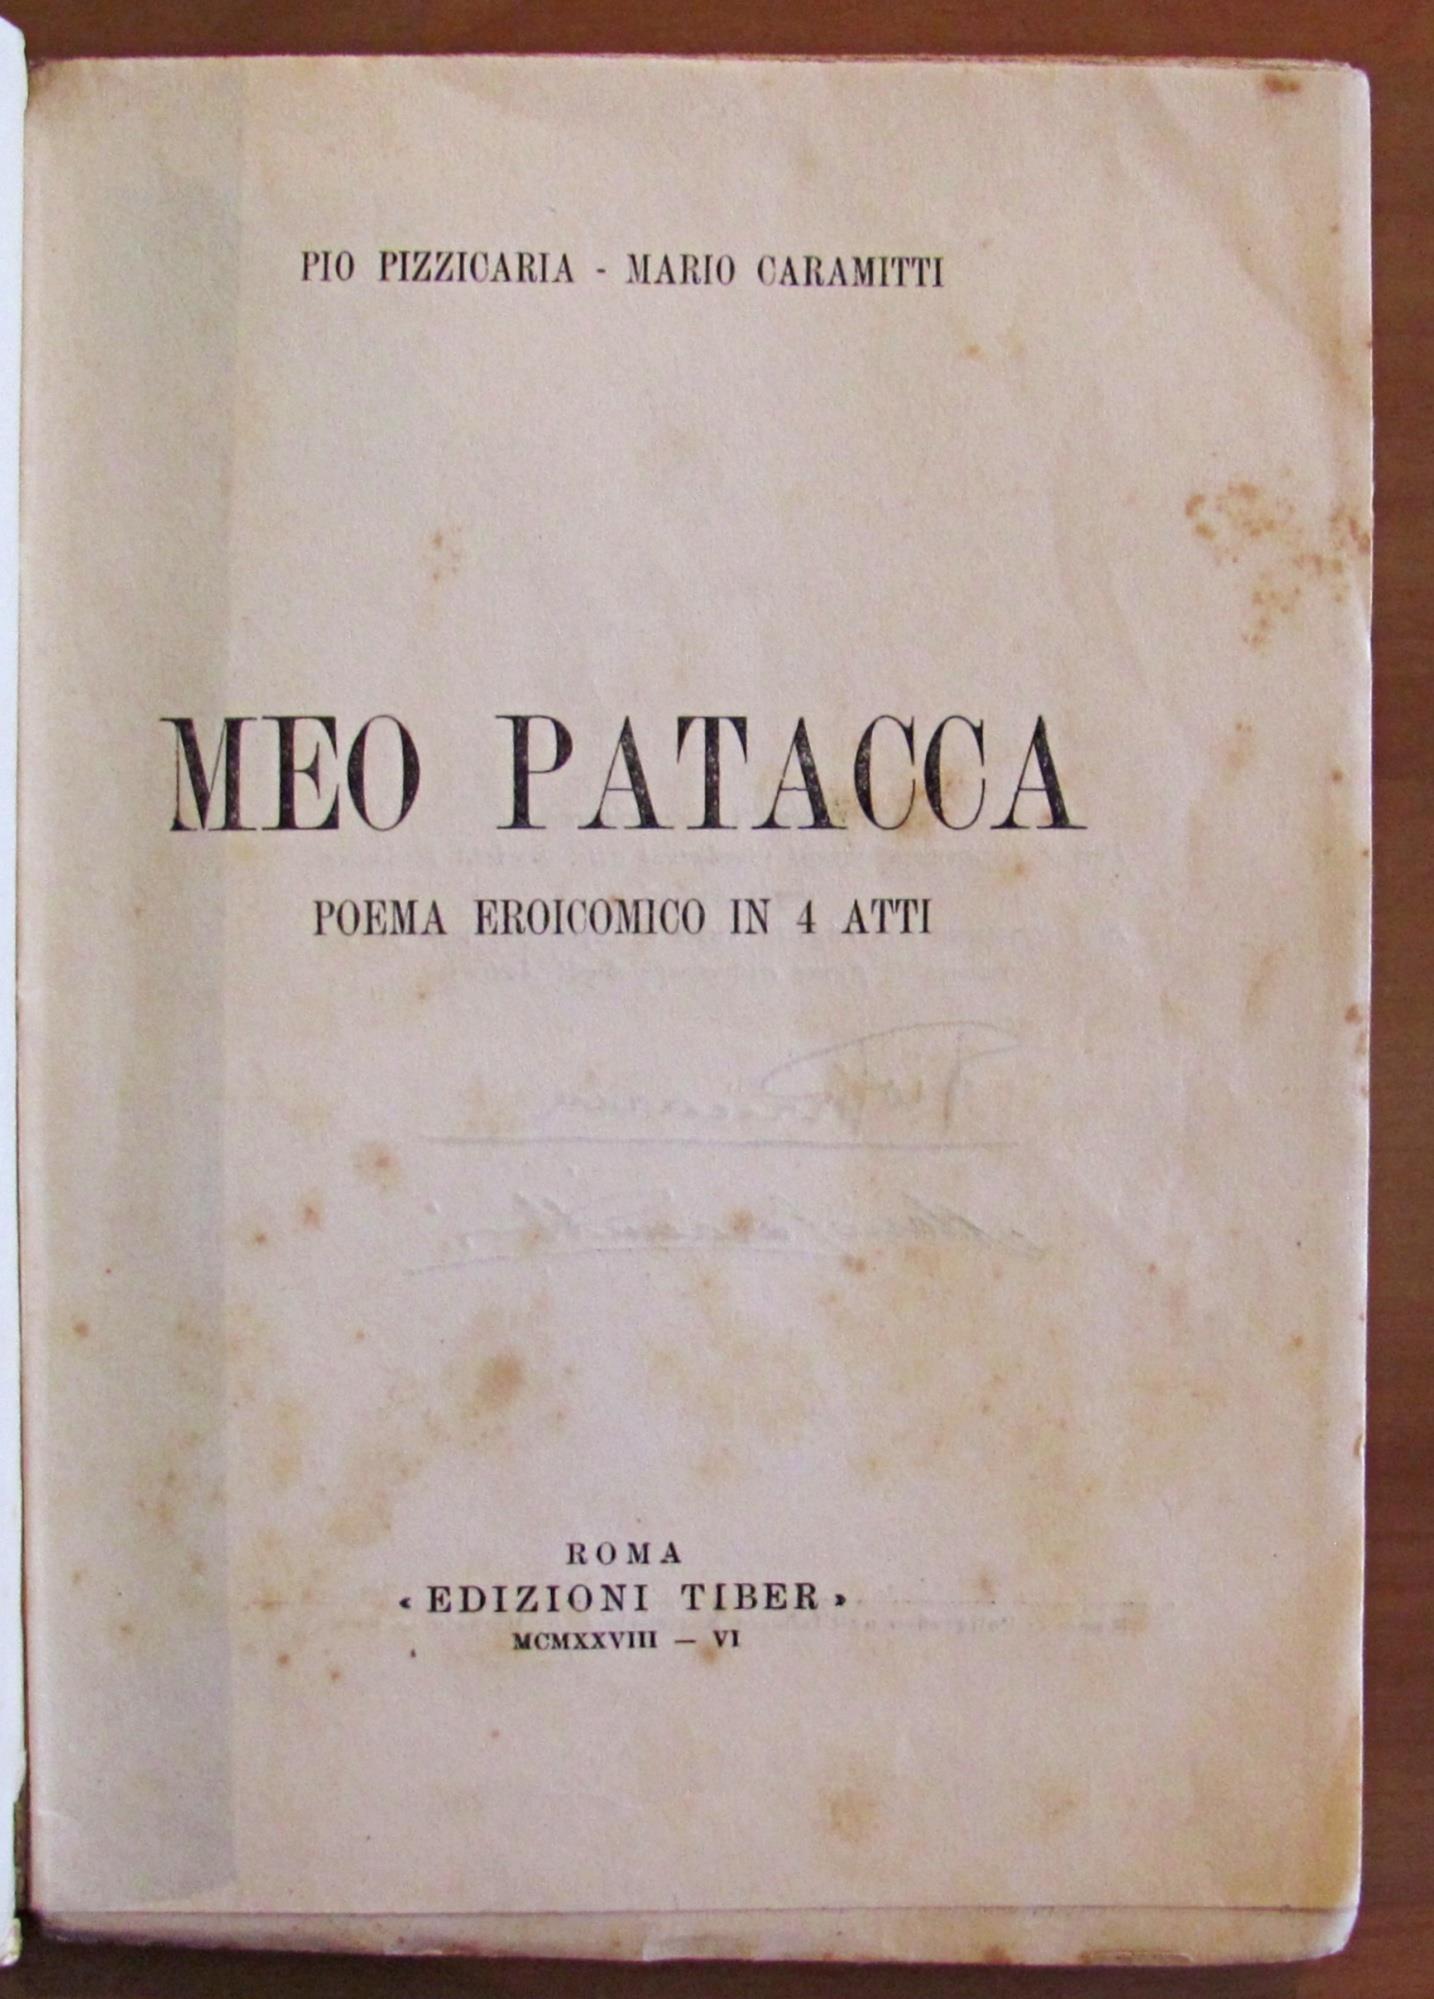 PIO PIZZICARIA - MARIO CARAMITTI
MEO PATACCA
POEMA EROICOMICO IN 4 ATTI
ROMA
« EDIZIONI TIBER »
MCMXXVIII — VI